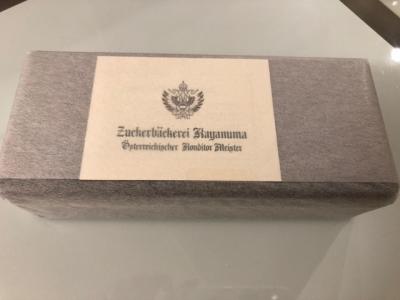 Zuckerbäckerei Kayanuma
Österreichischer Konditor Meister